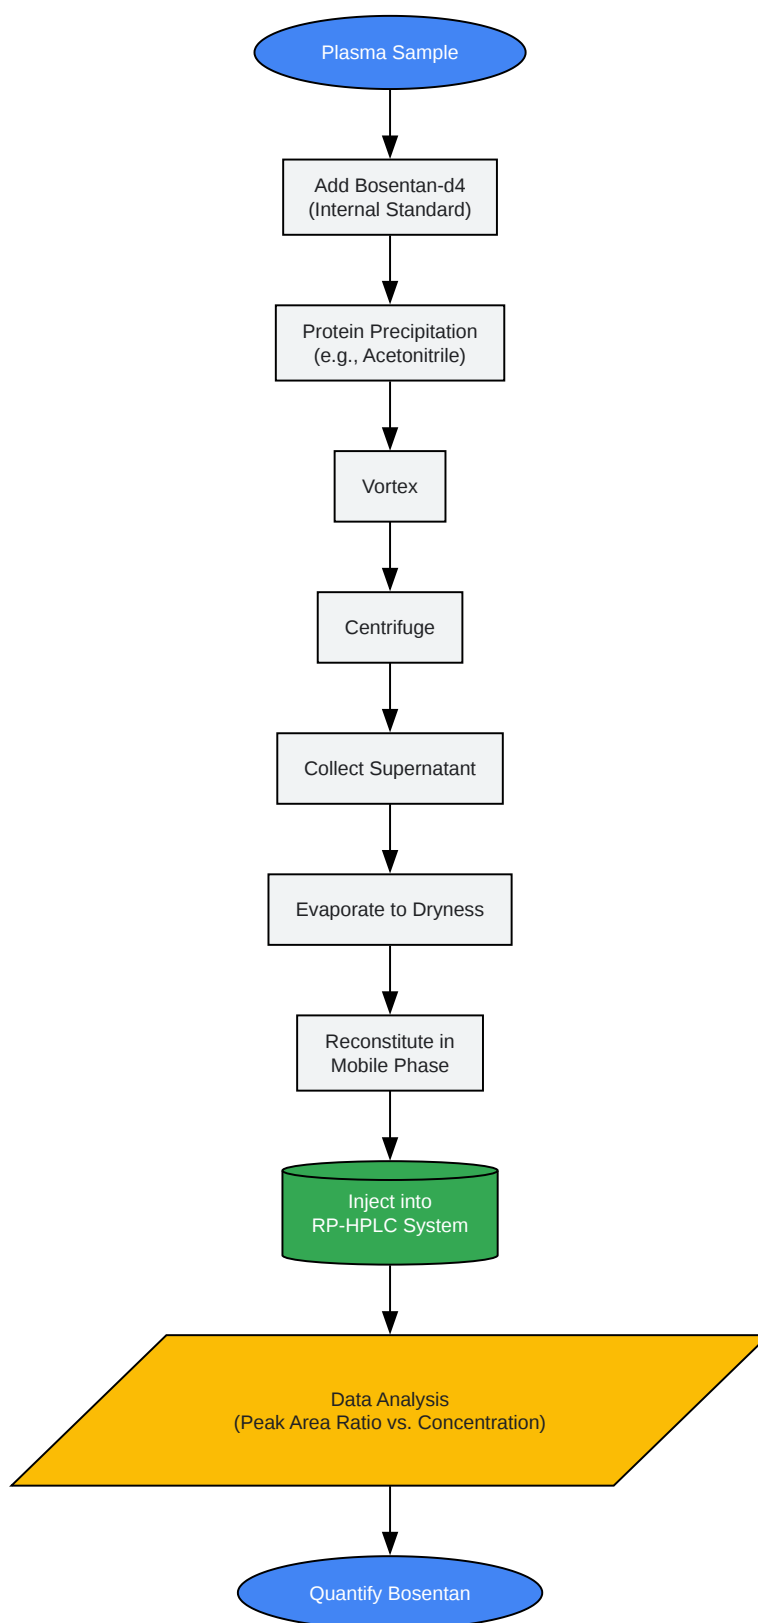 Plasma Sample
Add Bosentan-d4
(Internal Standard)
Protein Precipitation
(e.g., Acetonitrile)
Vortex
Centrifuge
Collect Supernatant
Evaporate to Dryness
Reconstitute in
Mobile Phase
Inject into
RP-HPLC System
Data Analysis
(Peak Area Ratio vs. Concentration)
Quantify Bosentan